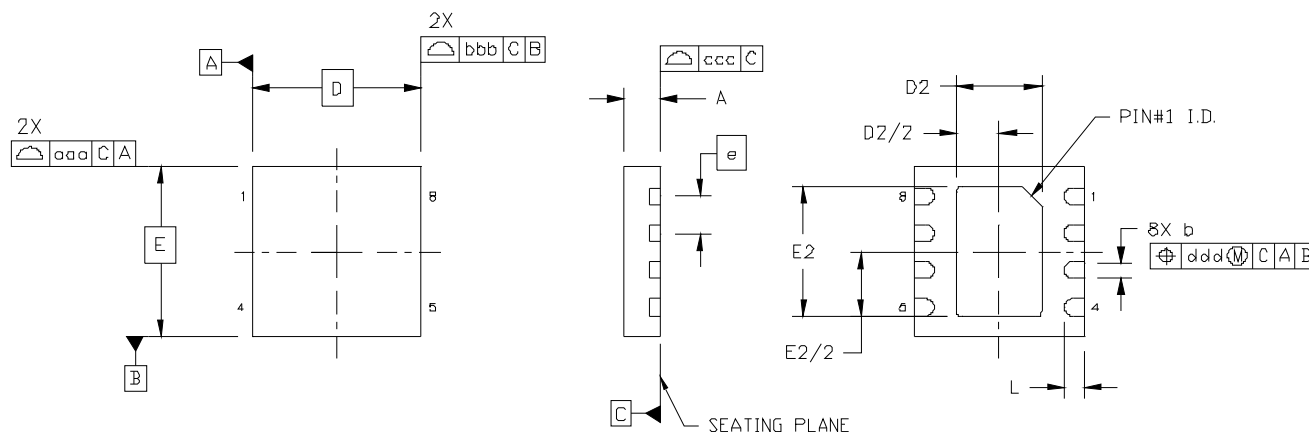 2X
bbb C B
A
D
2X
aaa C A
1
8
E
4
5
B
ccc C
A
e
C
SEATING PLANE
D2
D2/2
PIN#1 I.D.
8
1
E2
8X b
ddd M C A B
6
4
E2/2
L